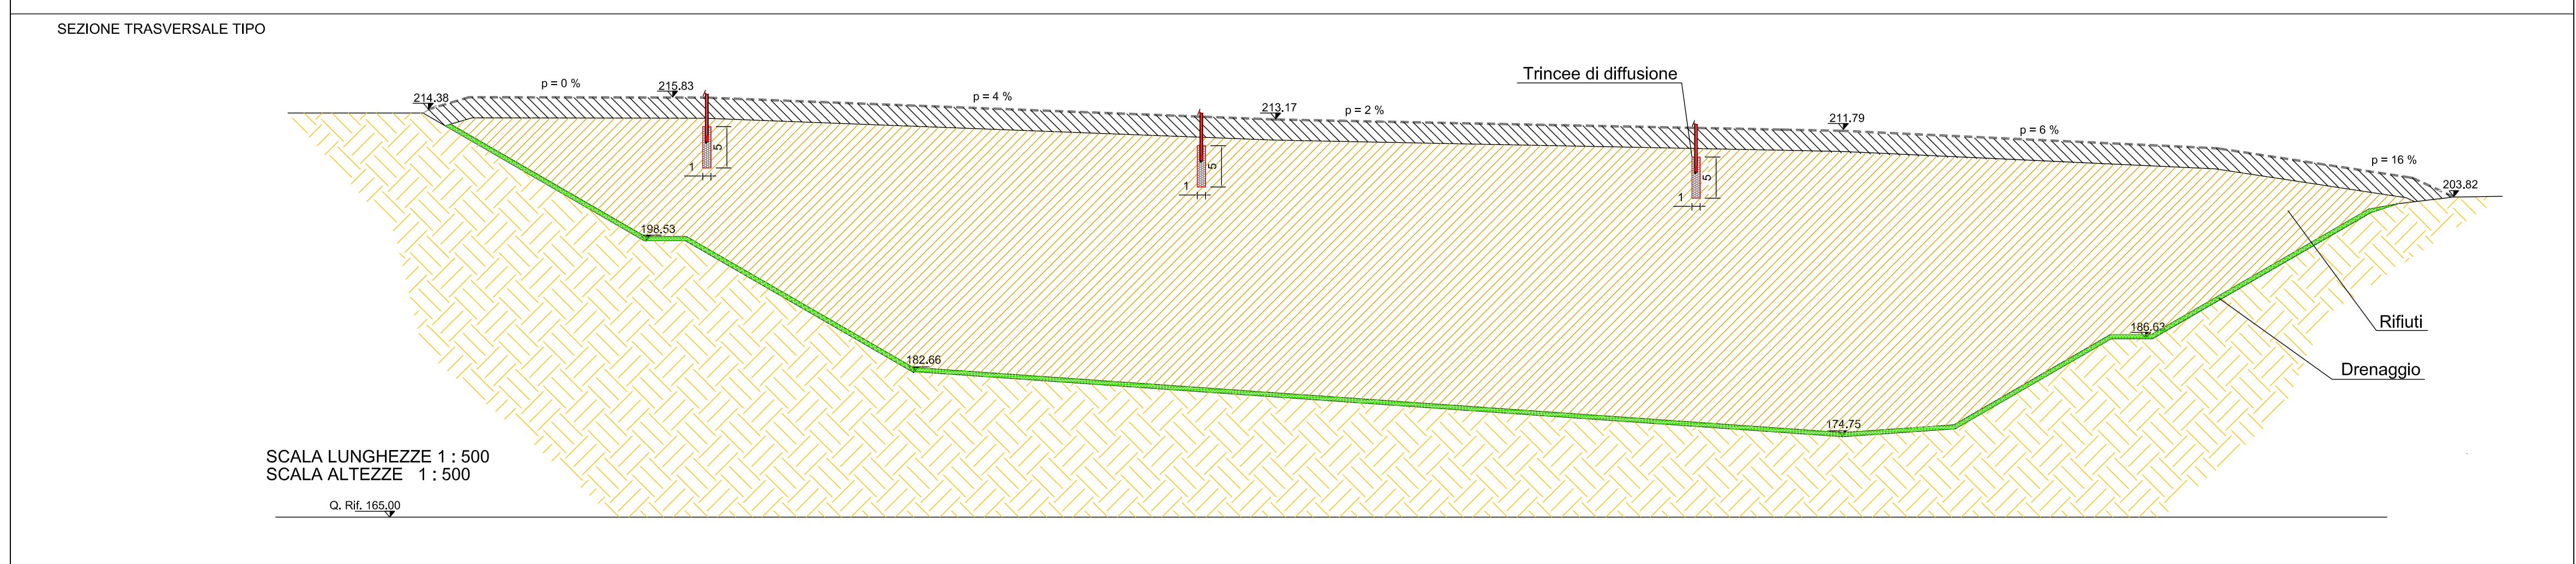 SEZIONE TRASVERSALE TIPO
Trincee di diffusione
p = 0 %
215.83
214.38
p = 4 %
213.17
p = 2 %
211.79
p = 6 %
p = 16 %
203.82
5
1
5
1
5
1
198.53
186.63
Rifiuti
182.66
Drenaggio
174.75
SCALA LUNGHEZZE 1 : 500
SCALA ALTEZZE 1 : 500
Q. Rif. 165.00